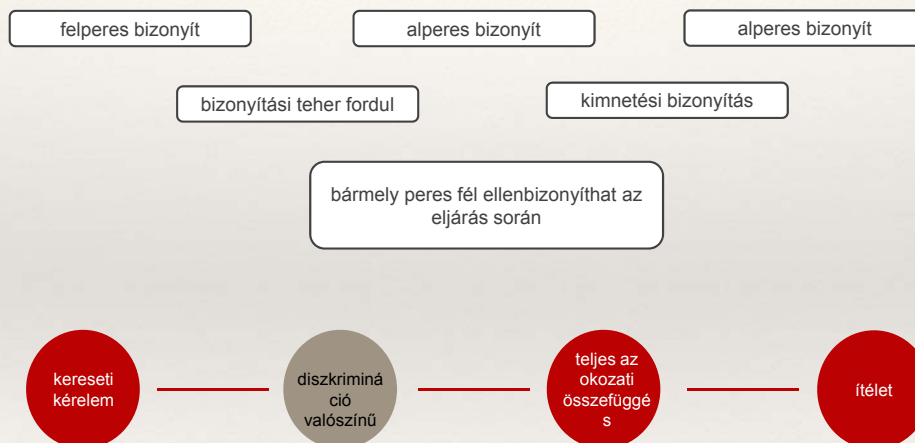 felperes bizonyít
alperes bizonyít
alperes bizonyít
bizonyítási teher fordul
kimnetési bizonyítás
bármely peres fél ellenbizonyíthat az
eljárás során
kereseti
kérelem
diszkriminá
ció
valószínű
teljes az
okozati
összefüggé
s
ítélet